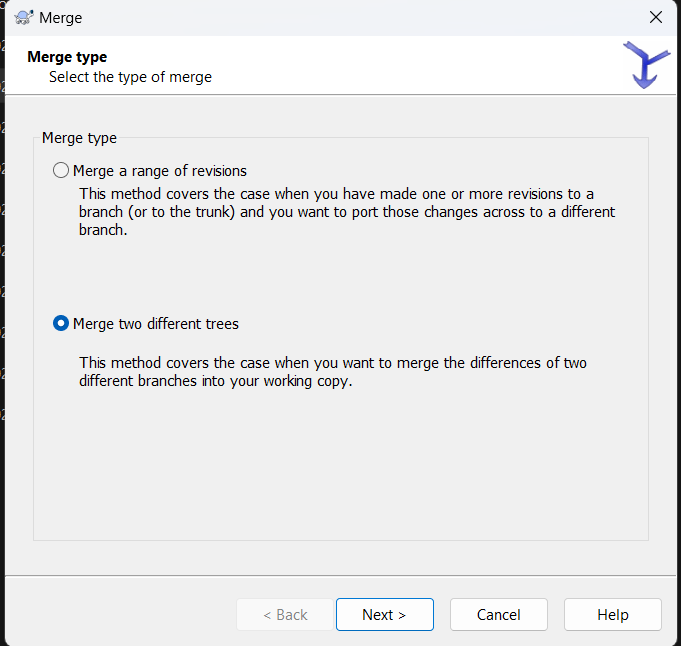 Merge
Merge type
Select the type of merge
Merge type
Merge a range of revisions
This method covers the case when you have made one or more revisions to a
branch (or to the trunk) and you want to port those changes across to a different
branch.
Merge two different trees
This method covers the case when you want to merge the differences of two
different branches into your working copy.
< Back
Next >
Cancel
Help